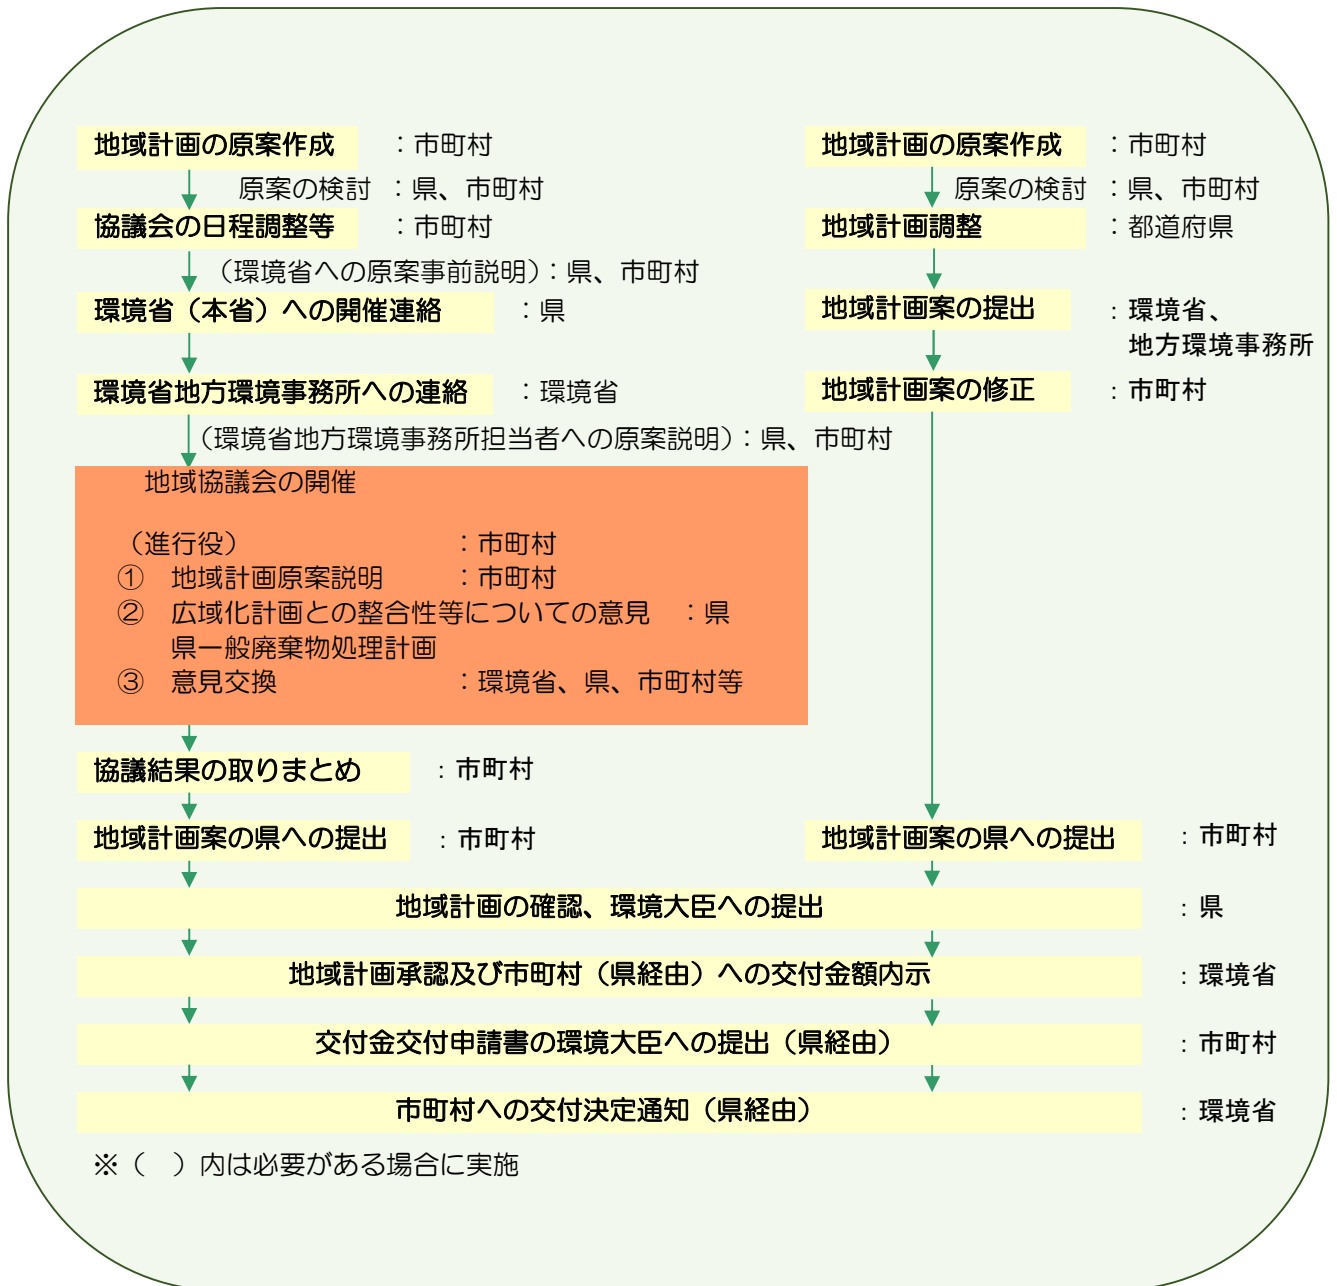 地域計画の原案作成　：市町村
原案の検討　：県、市町村
協議会の日程調整等　：市町村
（環境省への原案事前説明）：県、市町村
環境省（本省）への開催連絡　：県
環境省地方環境事務所への連絡　：環境省
（環境省地方環境事務所担当者への原案説明）：県、市町村
地域協議会の開催
（進行役）　：市町村
①　地域計画原案説明　：市町村
②　広域化計画との整合性等についての意見　：県
県一般廃棄物処理計画
③　意見交換　：環境省、県、市町村等
協議結果の取りまとめ　：市町村
地域計画案の県への提出　：市町村
地域計画の原案作成　：市町村
原案の検討　：県、市町村
地域計画調整　：都道府県
地域計画案の提出　：環境省、
地方環境事務所
地域計画案の修正　：市町村
地域計画案の県への提出　：市町村
地域計画の確認、環境大臣への提出　：県
地域計画承認及び市町村（県経由）への交付金額内示　：環境省
交付金交付申請書の環境大臣への提出（県経由）　：市町村
市町村への交付決定通知（県経由）　：環境省
※（　）内は必要がある場合に実施